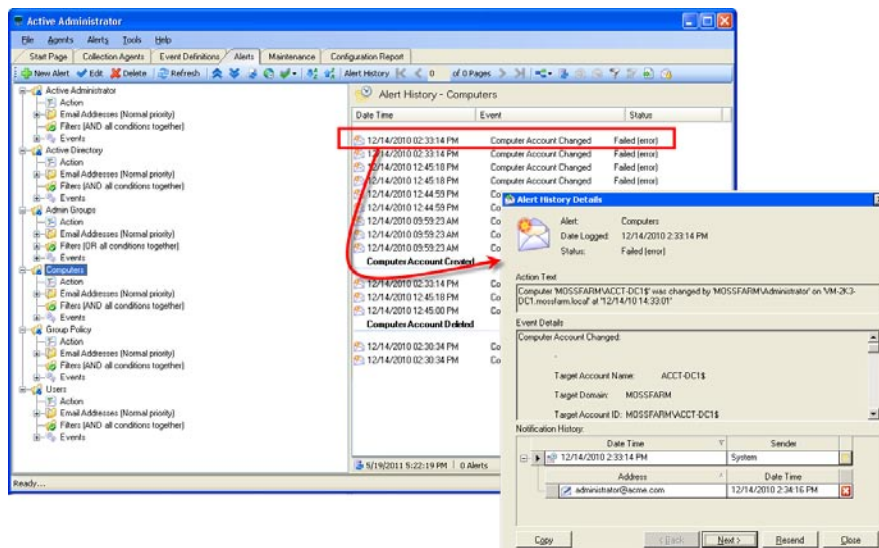 Active Administrator
File Agents Alerts Tools Help
Start Page Collection Agents Event Definitions Alerts Maintenance Configuration Report
New Alert Edit Delete Refresh Alert History 0 of 0 Pages
Active Administrator
Action
Email Addresses (Normal priority)
Filters (AND all conditions together)
Events
Active Directory
Action
Email Addresses (Normal priority)
Filters (AND all conditions together)
Events
Admin Groups
Action
Email Addresses (Normal priority)
Filters (OR all conditions together)
Events
Computers
Action
Email Addresses (Normal priority)
Filters (AND all conditions together)
Events
Group Policy
Action
Email Addresses (Normal priority)
Filters (AND all conditions together)
Events
Users
Action
Email Addresses (Normal priority)
Filters (AND all conditions together)
Events
Alert History - Computers
Date Time Event Status
12/14/2010 02:33:14 PM Computer Account Changed Failed (error)
12/14/2010 02:33:14 PM Computer Account Changed Failed (error)
12/14/2010 12:45:18 PM Computer Account Changed Failed (error)
12/14/2010 12:45:18 PM Computer Account Changed Failed (error)
12/14/2010 12:44:59 PM Co
12/14/2010 12:44:59 PM Co
12/14/2010 09:59:23 AM Co
12/14/2010 09:59:23 AM Co
12/14/2010 09:59:23 AM Co
Computer Account Created
12/14/2010 02:33:14 PM Co
12/14/2010 12:45:18 PM Co
12/14/2010 12:45:00 PM Co
Computer Account Deleted
12/14/2010 02:30:34 PM Co
12/14/2010 02:30:34 PM Co
5/19/2011 5:22:19 PM 0 Alerts
Ready....
Alert History Details
Alert: Computers
Date Logged: 12/14/2010 2:33:14 PM
Status: Failed (error)
Action Text
Computer 'MOSSFARM\ACCT-DC1$' was changed by 'MOSSFARM\Administrator' on 'VM-2K3-
DC1.mossfarm.local' at '12/14/10 14:33:01'
Event Details
Computer Account Changed:
-
Target Account Name: ACCT-DC1$
Target Domain: MOSSFARM
Target Account ID: MOSSFARM\ACCT-DC1$
Notification History:
Date Time Sender
12/14/2010 2:33:14 PM System
Address Date Time
administrator@acme.com 12/14/2010 2:34:16 PM
Copy < Back Next > Resend Close